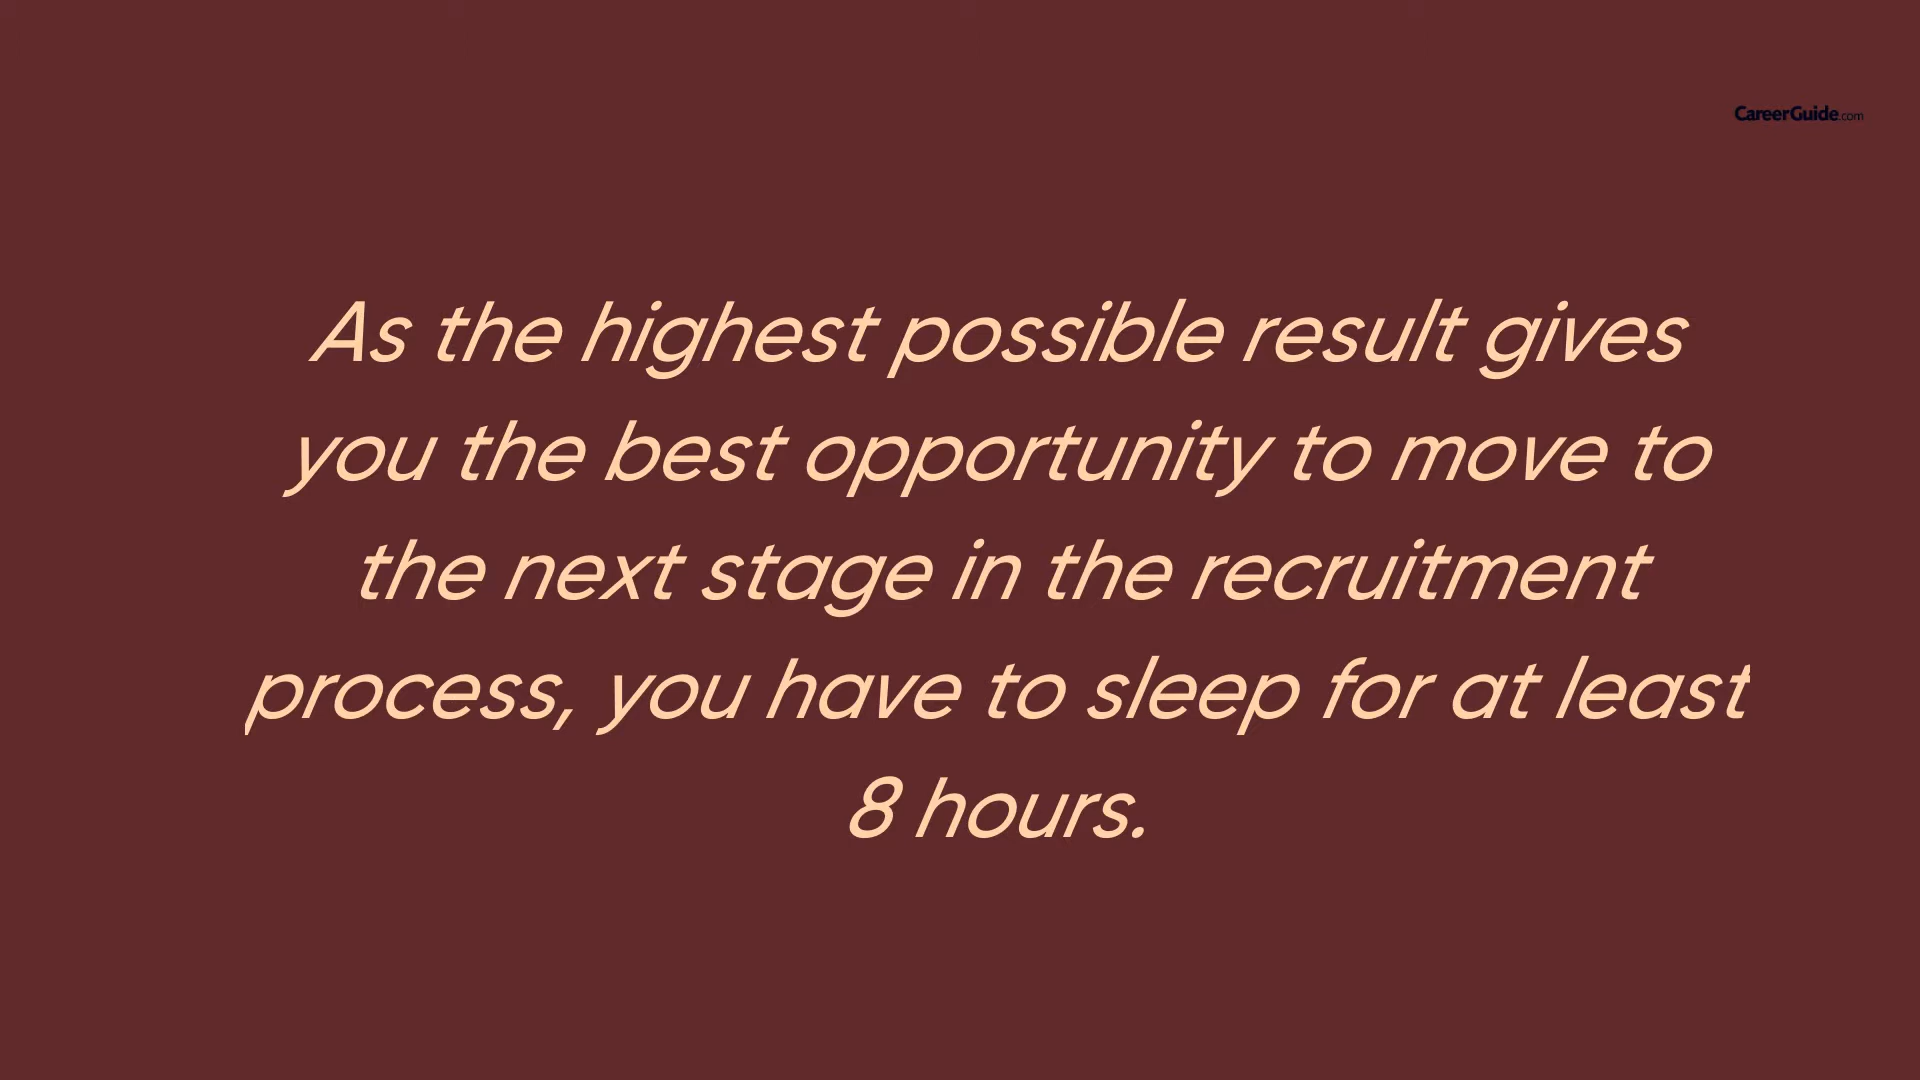 CareerGuide.com
As the highest possible result gives
you the best opportunity to move to
the next stage in the recruitment
process, you have to sleep for at least
8 hours.